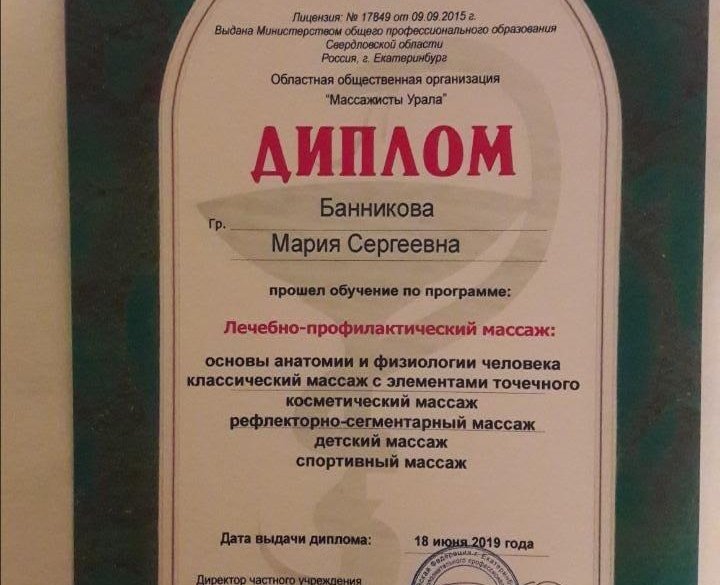 Лицензия: № 17849 от 09.09.2015 г.
Выдана Министерством общего профессионального образования
Свердловской области
Россия, г. Екатеринбург
Областная общественная организация
"Массажисты Урала"
ДИПЛОМ
Гр. Банникова
Мария Сергеевна
прошел обучение по программе:
Лечебно-профилактический массаж:
основы анатомии и физиологии человека
классический массаж с элементами точечного
косметический массаж
рефлекторно-сегментарный массаж
детский массаж
спортивный массаж
Дата выдачи диплома: 18 июня 2019 года
Директор частного учреждения